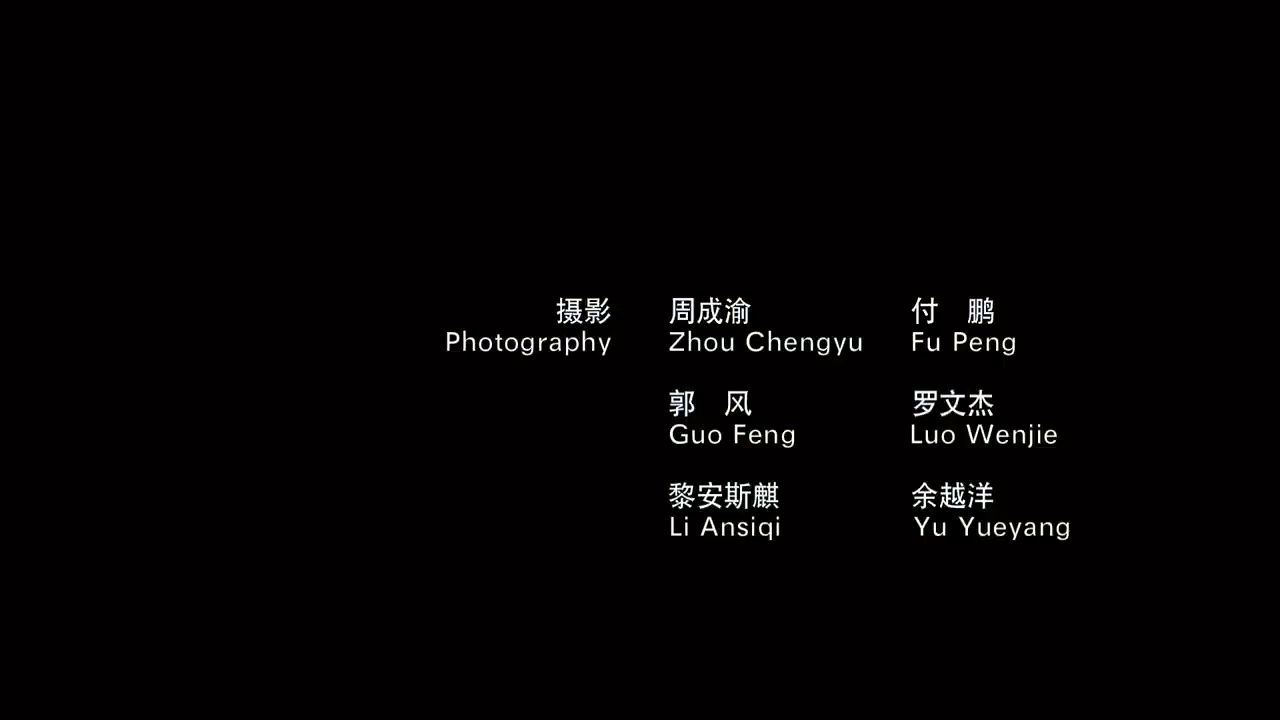 摄影 周成渝 付 鹏
Photography Zhou Chengyu Fu Peng
郭 风 罗文杰
Guo Feng Luo Wenjie
黎安斯麒 余越洋
Li Ansiqi Yu Yueyang